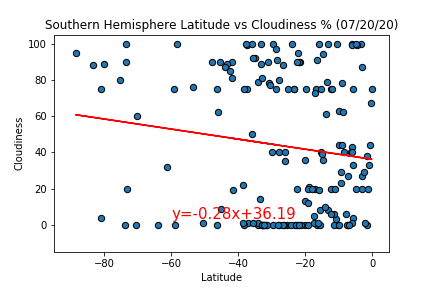 Southern Hemisphere Latitude vs Cloudiness % (07/20/20)
100
80
60
40
20
0
Cloudiness
y=-0.28x+36.19
−80 −60 −40 −20 0
Latitude